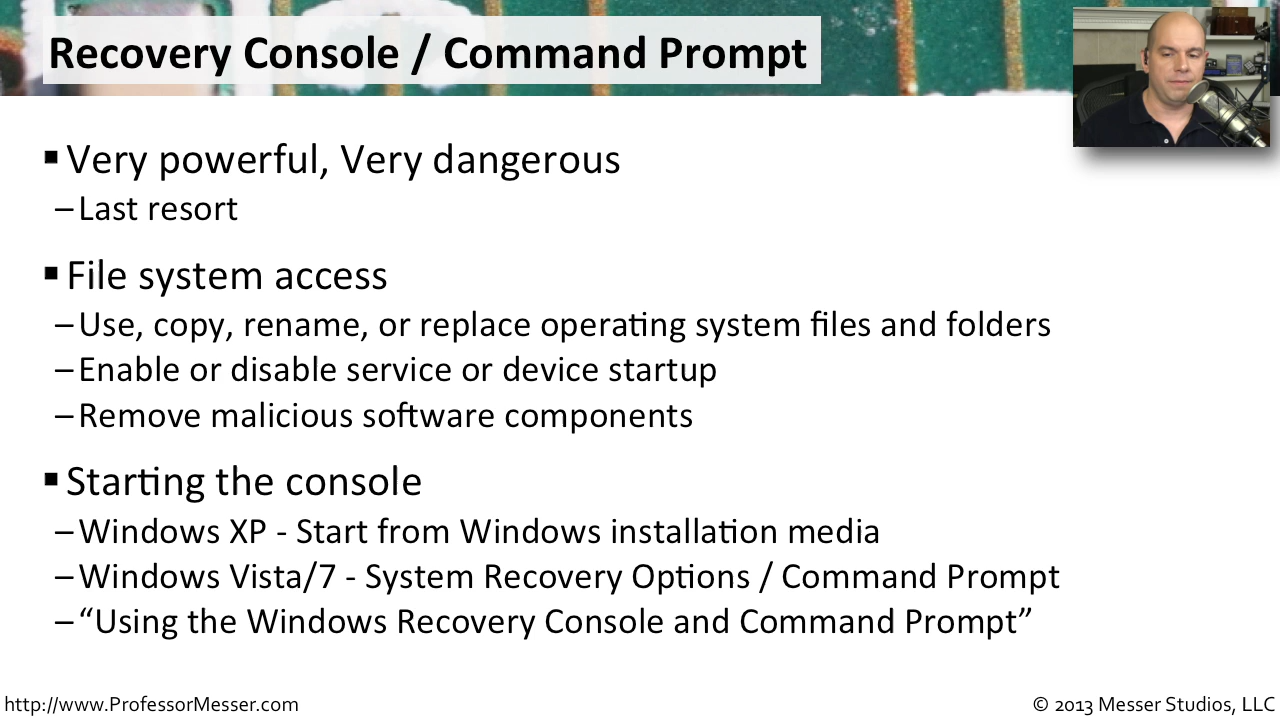 Recovery Console / Command Prompt
▪ Very powerful, Very dangerous
– Last resort
▪ File system access
– Use, copy, rename, or replace operating system files and folders
– Enable or disable service or device startup
– Remove malicious software components
▪ Starting the console
– Windows XP - Start from Windows installation media
– Windows Vista/7 - System Recovery Options / Command Prompt
– “Using the Windows Recovery Console and Command Prompt”
http://www.ProfessorMesser.com
© 2013 Messer Studios, LLC